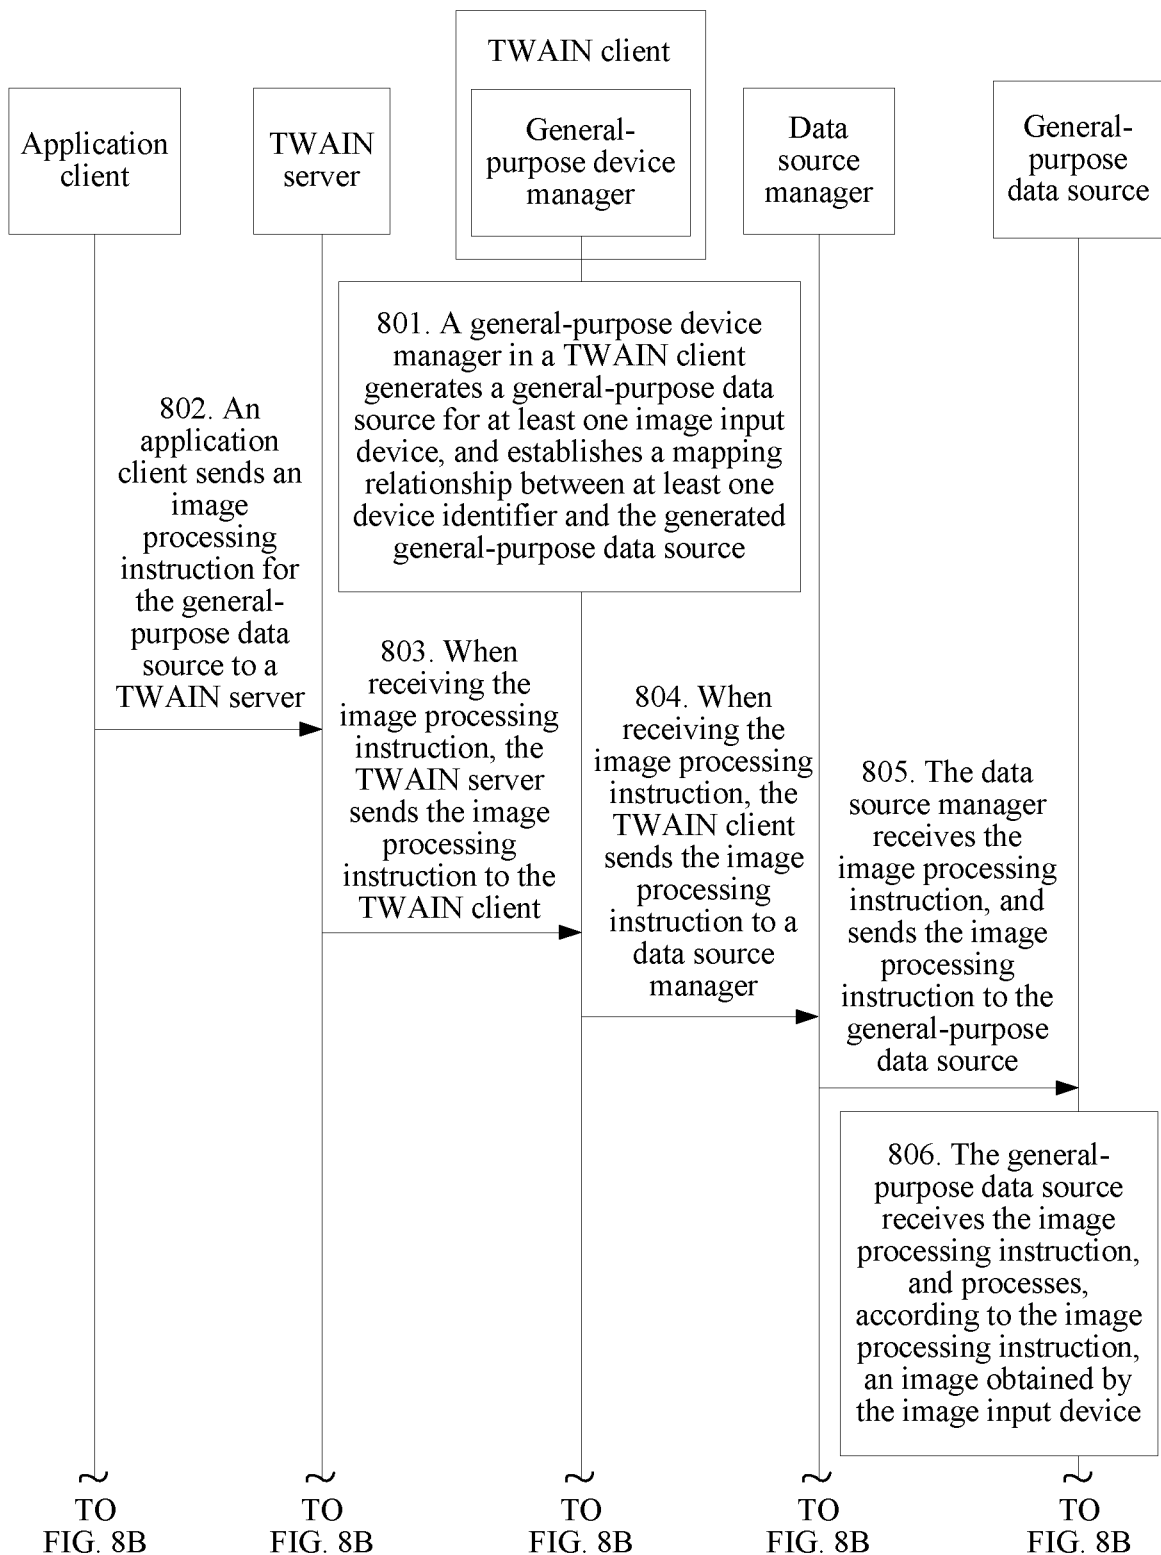 TWAIN client
Application
client
TWAIN
server
General-
purpose device
manager
Data
source
manager
General-
purpose
data source
801. A general-purpose device
manager in a TWAIN client
generates a general-purpose data
source for at least one image input
device, and establishes a mapping
relationship between at least one
device identifier and the generated
general-purpose data source
802. An
application
client sends an
image
processing
instruction for
the general-
purpose data
source to a
TWAIN server
803. When
receiving the
image processing
instruction, the
TWAIN server
sends the image
processing
instruction to the
TWAIN client
804. When
receiving the
image processing
instruction, the
TWAIN client
sends the image
processing
instruction to a
data source
manager
805. The data
source manager
receives the
image processing
instruction, and
sends the image
processing
instruction to the
general-purpose
data source
806. The general-
purpose data source
receives the image
processing instruction,
and processes,
according to the image
processing instruction,
an image obtained by
the image input device
TO
FIG. 8B
TO
FIG. 8B
TO
FIG. 8B
TO
FIG. 8B
TO
FIG. 8B